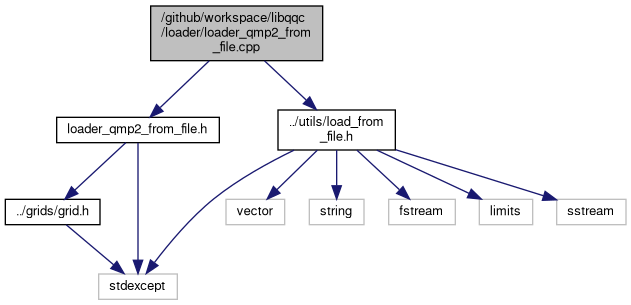 /github/workspace/libqqc
/loader/loader_qmp2_from
_file.cpp
loader_qmp2_from_file.h
../utils/load_from
_file.h
../grids/grid.h
vector
string
fstream
limits
sstream
stdexcept